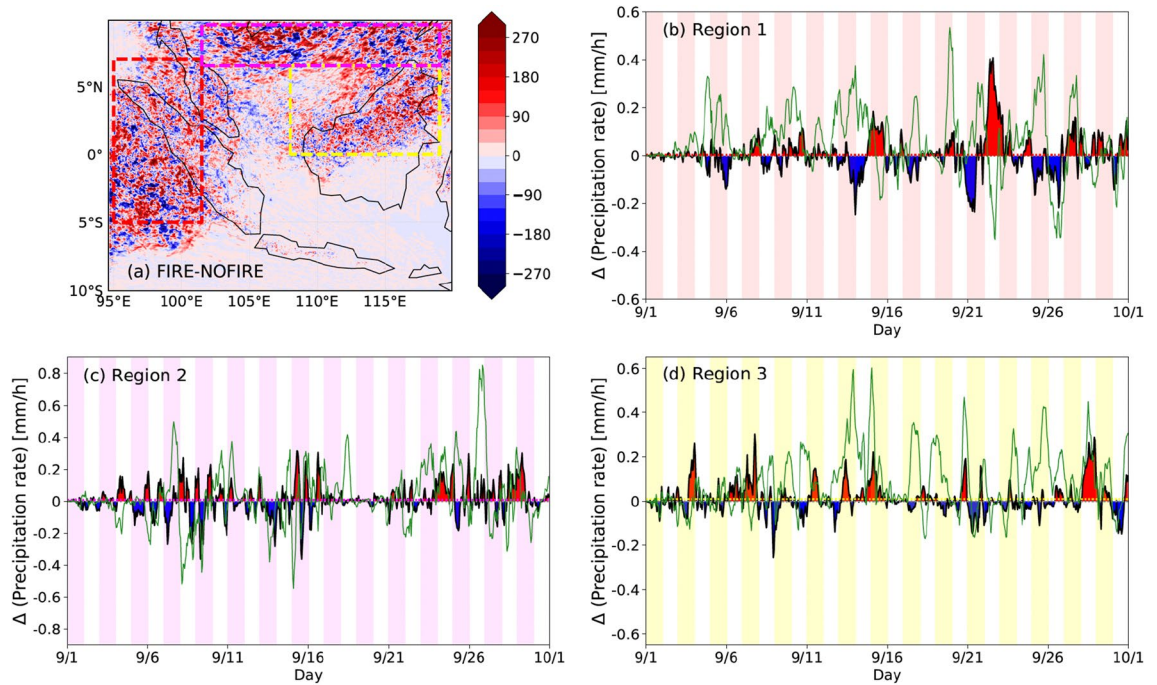 (a) FIRE-NOFIRE
5°N
0°
5°S
10°S
95°E
100°E
105°E
110°E
115°E
270
180
90
0
−90
−180
−270
(b) Region 1
Δ (Precipitation rate) [mm/h]
0.6
0.4
0.2
0
-0.2
-0.4
-0.6
9/1 9/6 9/11 9/16 9/21 9/26 10/1
Day
(c) Region 2
Δ (Precipitation rate) [mm/h]
0.8
0.6
0.4
0.2
0
-0.2
-0.4
-0.6
-0.8
9/1 9/6 9/11 9/16 9/21 9/26 10/1
Day
(d) Region 3
Δ (Precipitation rate) [mm/h]
0.6
0.4
0.2
0
-0.2
-0.4
-0.6
9/1 9/6 9/11 9/16 9/21 9/26 10/1
Day